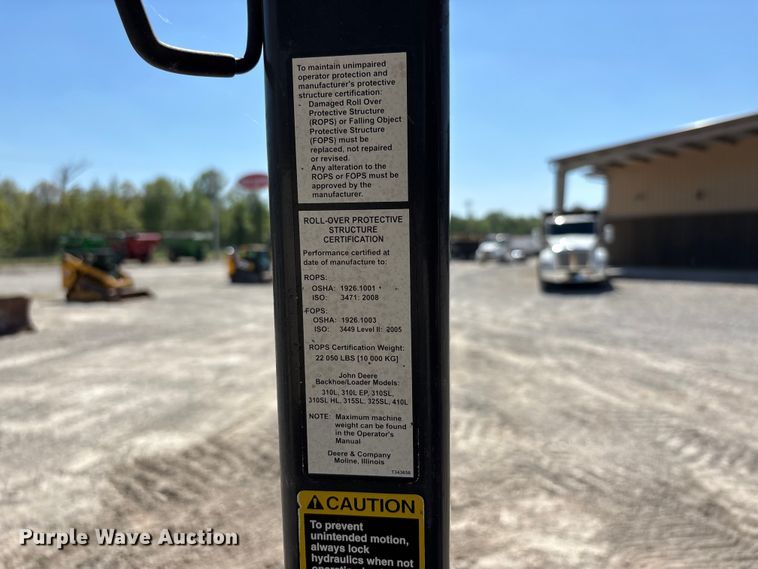 To maintain unimpaired
operator protection and
manufacturer's protective
structure certification:
- Damaged Roll Over
Protective Structure
(ROPS) or Falling Object
Protective Structure
(FOPS) must be
replaced, not repaired
or revised.
- Any alteration to the
ROPS or FOPS must be
approved by the
manufacturer.
ROLL-OVER PROTECTIVE
STRUCTURE
CERTIFICATION
Performance certified at
date of manufacture to:
ROPS:
OSHA: 1926.1001
ISO: 3471: 2008
FOPS:
OSHA: 1926.1003
ISO: 3449 Level II: 2005
ROPS Certification Weight:
22 050 LBS [10 000 KG]
John Deere
Backhoe/Loader Models:
310L, 310L EP, 310SL,
310SL HL, 315SL, 325SL, 410L
NOTE: Maximum machine
weight can be found
in the Operator's
Manual
Deere & Company
Moline, Illinois
T343658
CAUTION
To prevent
unintended motion,
always lock
hydraulics when not
Purple Wave Auction